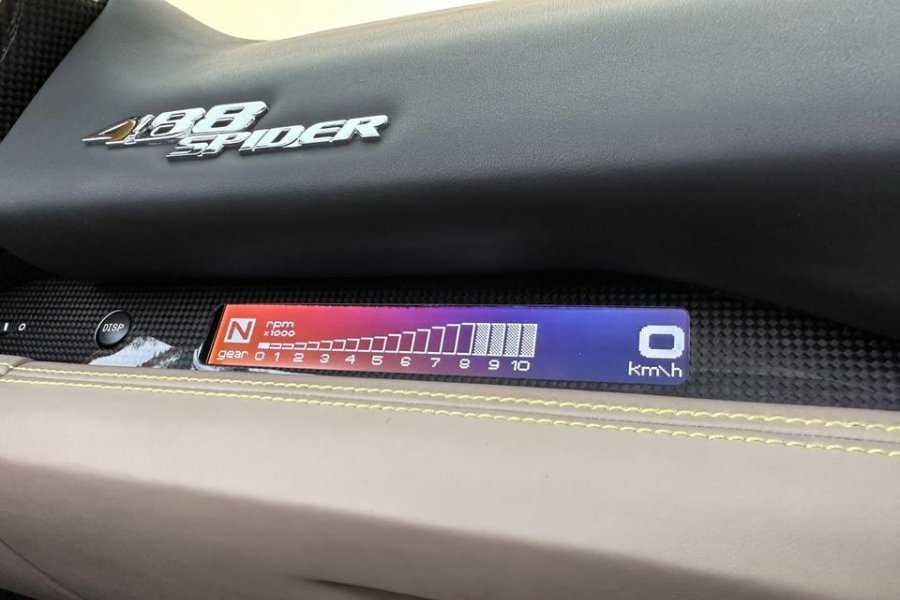 488
SPIDER
DISP
N
gear
rpm
x1000
0 1 2 3 4 5 6 7 8 9 10
0
km\h